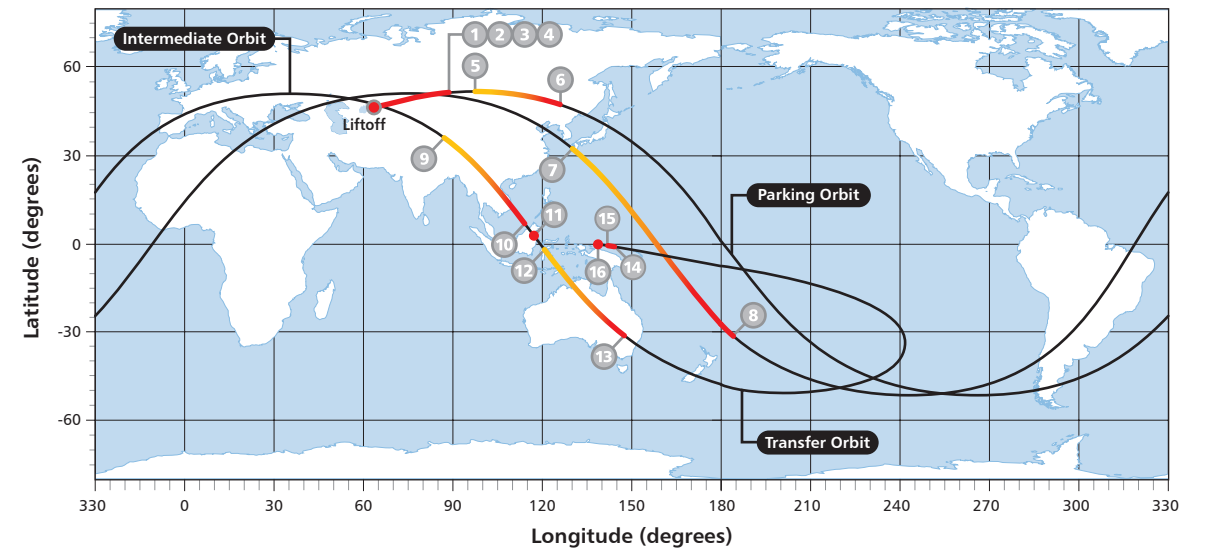 Intermediate Orbit
1 2 3 4
5
6
60
Liftoff
9
7
30
Parking Orbit
11
15
10
0
12
16
14
8
-30
13
-60
Transfer Orbit
330 0 30 60 90 120 150 180 210 240 270 300 330
Latitude (degrees)
Longitude (degrees)